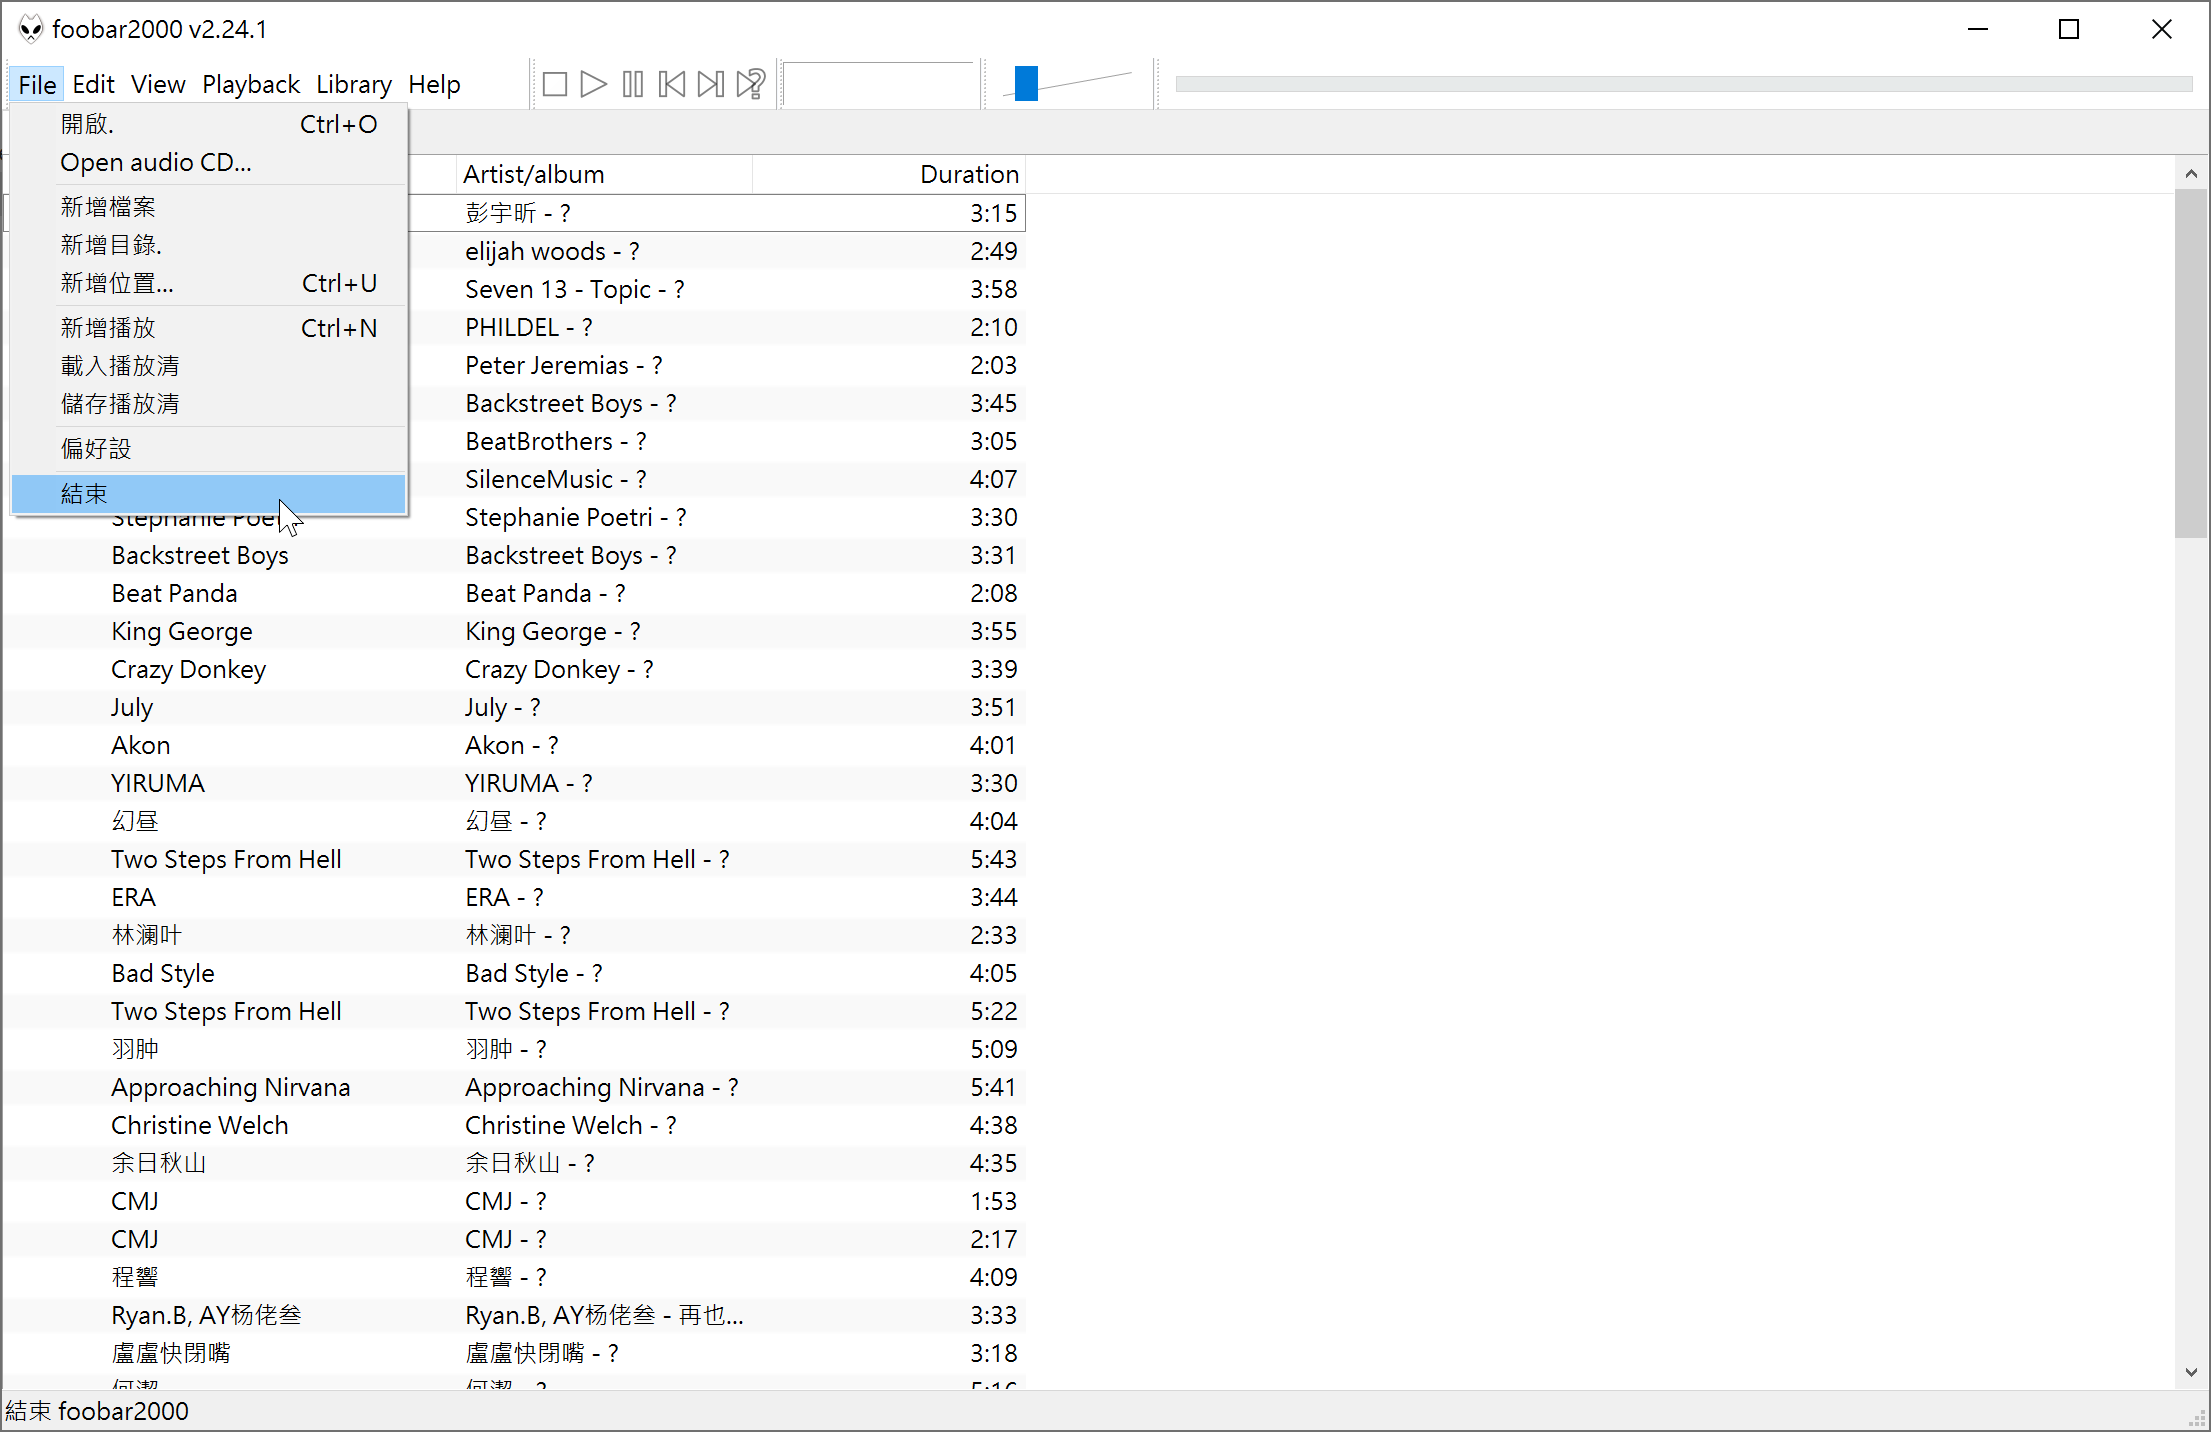 foobar2000 v2.24.1
File Edit View Playback Library Help
開啟. Ctrl+O
Open audio CD...
新增檔案
新增目錄.
新增位置... Ctrl+U
新增播放 Ctrl+N
載入播放清
儲存播放清
偏好設
結束
Artist/album Duration
彭宇昕 - ? 3:15
elijah woods - ? 2:49
Seven 13 - Topic - ? 3:58
PHILDEL - ? 2:10
Peter Jeremias - ? 2:03
Backstreet Boys - ? 3:45
BeatBrothers - ? 3:05
SilenceMusic - ? 4:07
Stephanie Poetri - ? 3:30
Backstreet Boys Backstreet Boys - ? 3:31
Beat Panda Beat Panda - ? 2:08
King George King George - ? 3:55
Crazy Donkey Crazy Donkey - ? 3:39
July July - ? 3:51
Akon Akon - ? 4:01
YIRUMA YIRUMA - ? 3:30
幻昼 幻昼 - ? 4:04
Two Steps From Hell Two Steps From Hell - ? 5:43
ERA ERA - ? 3:44
林澜叶 林澜叶 - ? 2:33
Bad Style Bad Style - ? 4:05
Two Steps From Hell Two Steps From Hell - ? 5:22
羽肿 羽肿 - ? 5:09
Approaching Nirvana Approaching Nirvana - ? 5:41
Christine Welch Christine Welch - ? 4:38
余日秋山 余日秋山 - ? 4:35
CMJ CMJ - ? 1:53
CMJ CMJ - ? 2:17
程響 程響 - ? 4:09
Ryan.B, AY杨佬叁 Ryan.B, AY杨佬叁 - 再也... 3:33
盧盧快閉嘴 盧盧快閉嘴 - ? 3:18
結束 foobar2000